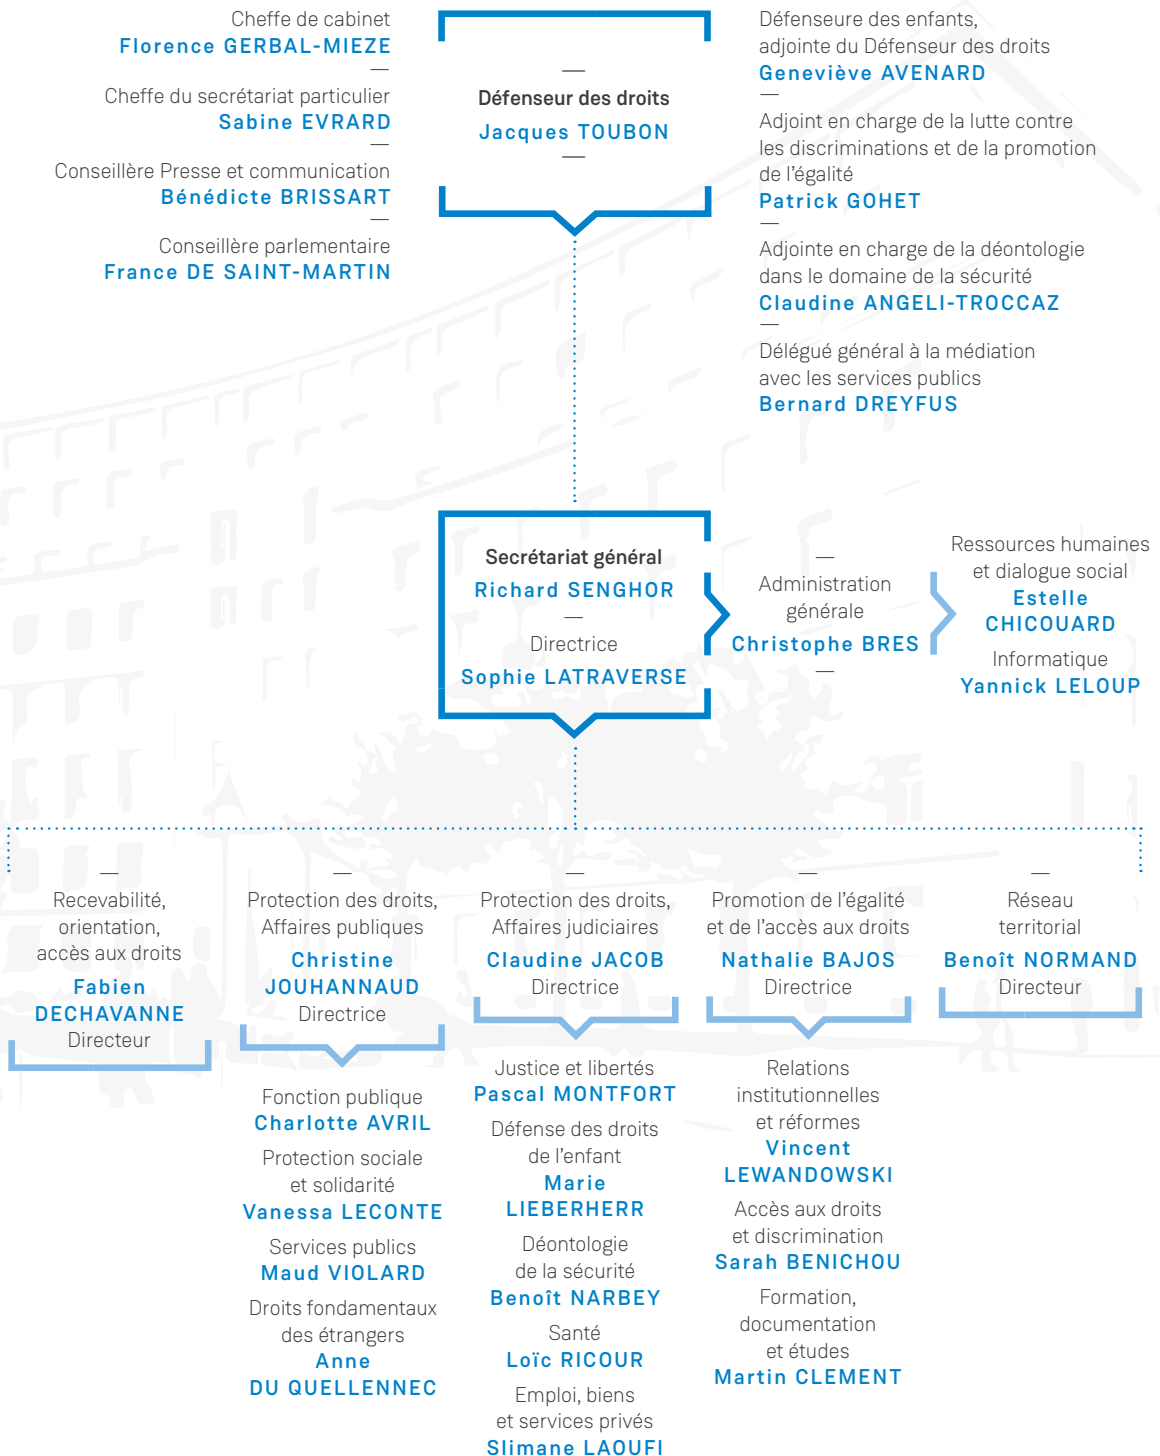 Cheffe de cabinet
Florence GERBAL-MIEZE
—
Cheffe du secrétariat particulier
Sabine EVRARD
—
Conseillère Presse et communication
Bénédicte BRISSART
—
Conseillère parlementaire
France DE SAINT-MARTIN
—
Défenseur des droits
Jacques TOUBON
—
Défenseure des enfants,
adjointe du Défenseur des droits
Geneviève AVENARD
—
Adjoint en charge de la lutte contre
les discriminations et de la promotion
de l'égalité
Patrick GOHET
—
Adjointe en charge de la déontologie
dans le domaine de la sécurité
Claudine ANGELI-TROCCAZ
—
Délégué général à la médiation
avec les services publics
Bernard DREYFUS
Secrétariat général
Richard SENGHOR
—
Directrice
Sophie LATRAVERSE
—
Administration
générale
Christophe BRES
—
Ressources humaines
et dialogue social
Estelle
CHICOUARD
Informatique
Yannick LELOUP
—
Recevabilité,
orientation,
accès aux droits
Fabien
DECHAVANNE
Directeur
—
Protection des droits,
Affaires publiques
Christine
JOUHANNAUD
Directrice
Fonction publique
Charlotte AVRIL
Protection sociale
et solidarité
Vanessa LECONTE
Services publics
Maud VIOLARD
Droits fondamentaux
des étrangers
Anne
DU QUELLENNEC
—
Protection des droits,
Affaires judiciaires
Claudine JACOB
Directrice
Justice et libertés
Pascal MONTFORT
Défense des droits
de l'enfant
Marie
LIEBERHERR
Déontologie
de la sécurité
Benoît NARBEY
Santé
Loïc RICOUR
Emploi, biens
et services privés
Slimane LAOUFI
—
Promotion de l'égalité
et de l'accès aux droits
Nathalie BAJOS
Directrice
Relations
institutionnelles
et réformes
Vincent
LEWANDOWSKI
Accès aux droits
et discrimination
Sarah BENICHOU
Formation,
documentation
et études
Martin CLEMENT
—
Réseau
territorial
Benoît NORMAND
Directeur